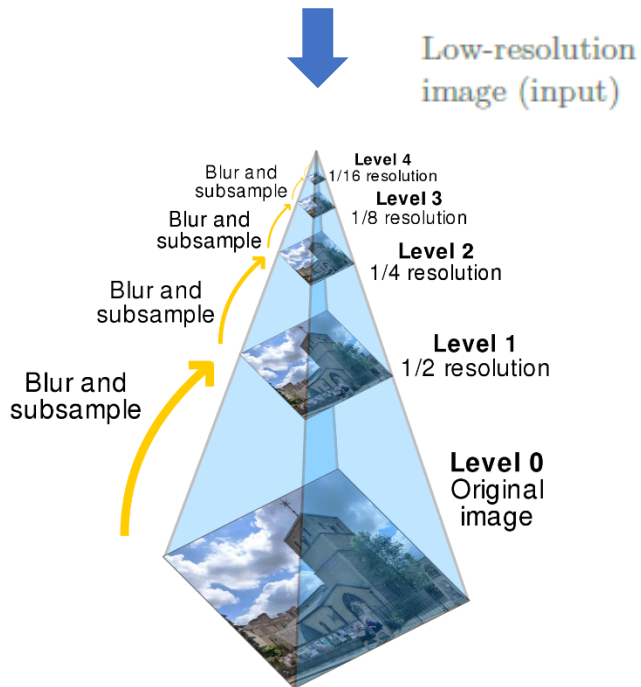 Low-resolution
image (input)
Level 4
1/16 resolution
Blur and
subsample
Level 3
1/8 resolution
Blur and
subsample
Level 2
1/4 resolution
Blur and
subsample
Level 1
1/2 resolution
Blur and
subsample
Level 0
Original
image